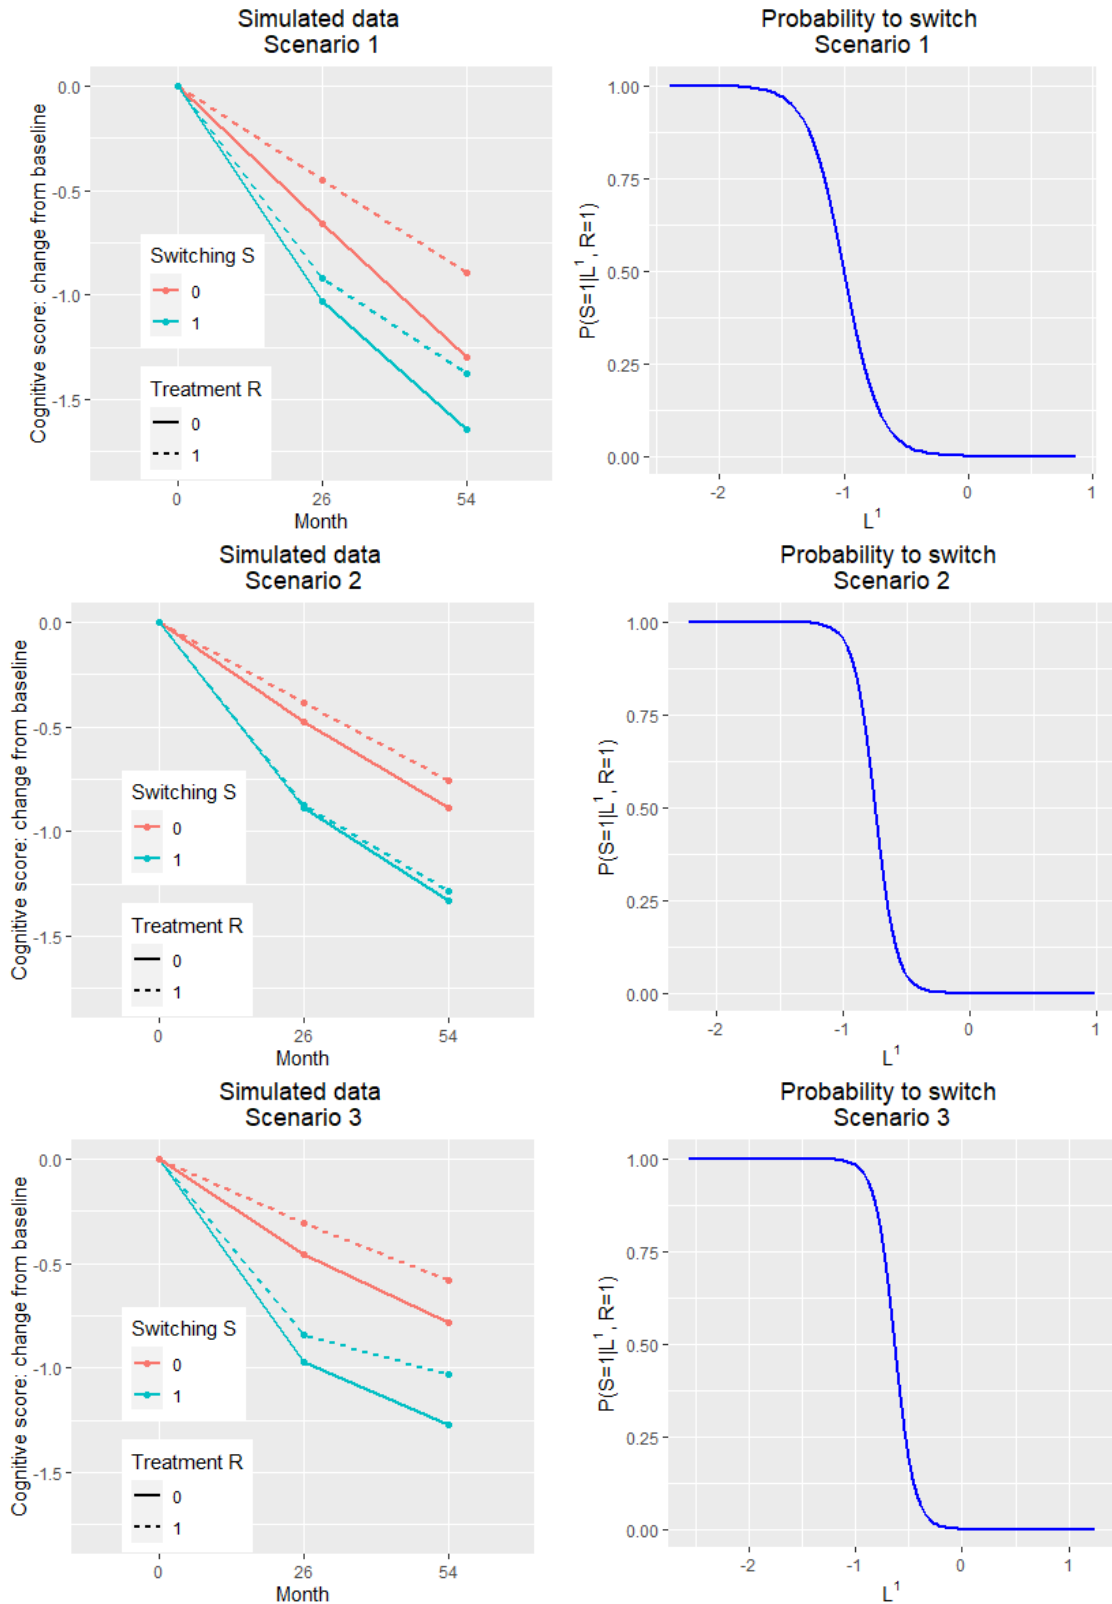 Simulated data
Scenario 1
Cognitive score: change from baseline
0.0
-0.5
-1.0
-1.5
Switching S
0
1
Treatment R
0
1
0
26
54
Month
Probability to switch
Scenario 1
P(S=1|L¹, R=1)
1.00
0.75
0.50
0.25
0.00
-2
-1
0
1
L¹
Simulated data
Scenario 2
Cognitive score: change from baseline
0.0
-0.5
-1.0
-1.5
Switching S
0
1
Treatment R
0
1
0
26
54
Month
Probability to switch
Scenario 2
P(S=1|L¹, R=1)
1.00
0.75
0.50
0.25
0.00
-2
-1
0
1
L¹
Simulated data
Scenario 3
Cognitive score: change from baseline
0.0
-0.5
-1.0
-1.5
Switching S
0
1
Treatment R
0
1
0
26
54
Month
Probability to switch
Scenario 3
P(S=1|L¹, R=1)
1.00
0.75
0.50
0.25
0.00
-2
-1
0
1
L¹